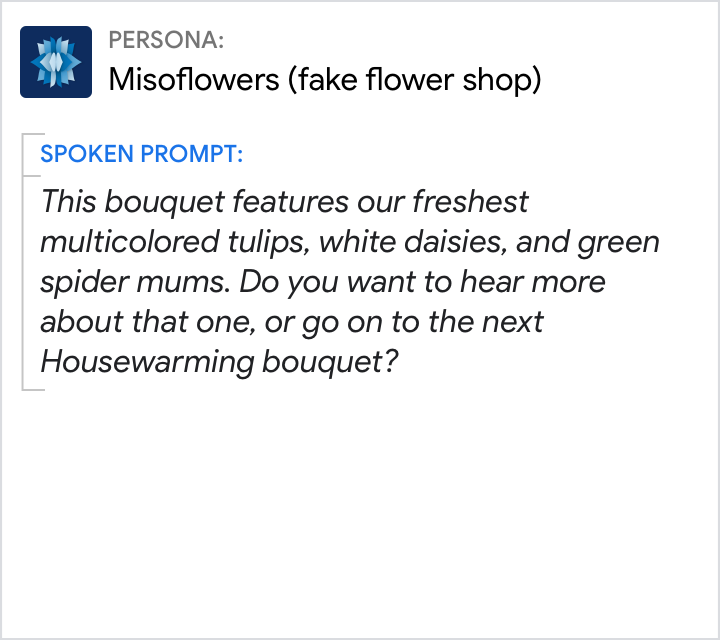 PERSONA:
Misoflowers (fake flower shop)
SPOKEN PROMPT:
This bouquet features our freshest
multicolored tulips, white daisies, and green
spider mums. Do you want to hear more
about that one, or go on to the next
Housewarming bouquet?